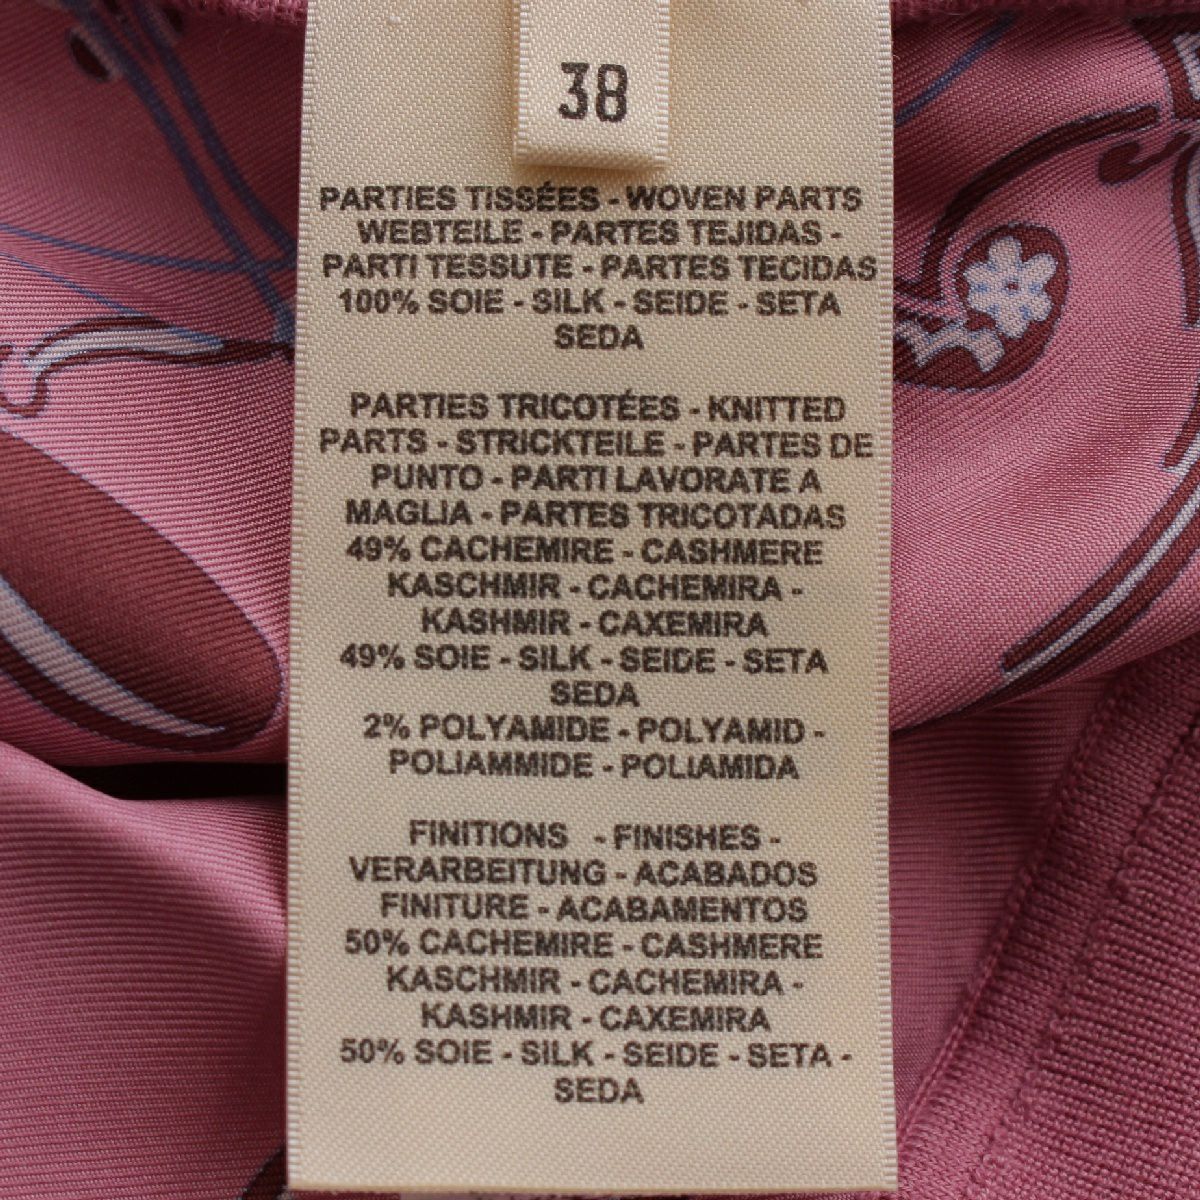 38
PARTIES TISSÉES - WOVEN PARTS
WEBTEILE - PARTES TEJIDAS -
PARTI TESSUTE - PARTES TECIDAS
100% SOIE - SILK - SEIDE - SETA
SEDA
PARTIES TRICOTÉES - KNITTED
PARTS - STRICKTEILE - PARTES DE
PUNTO - PARTI LAVORATE A
MAGLIA - PARTES TRICOTADAS
49% CACHEMIRE - CASHMERE
KASCHMIR - CACHEMIRA -
KASHMIR - CAXEMIRA
49% SOIE - SILK - SEIDE - SETA
SEDA
2% POLYAMIDE - POLYAMID -
POLIAMMIDE - POLIAMIDA
FINITIONS - FINISHES -
VERARBEITUNG - ACABADOS
FINITURE - ACABAMENTOS
50% CACHEMIRE - CASHMERE
KASCHMIR - CACHEMIRA -
KASHMIR - CAXEMIRA
50% SOIE - SILK - SEIDE - SETA -
SEDA